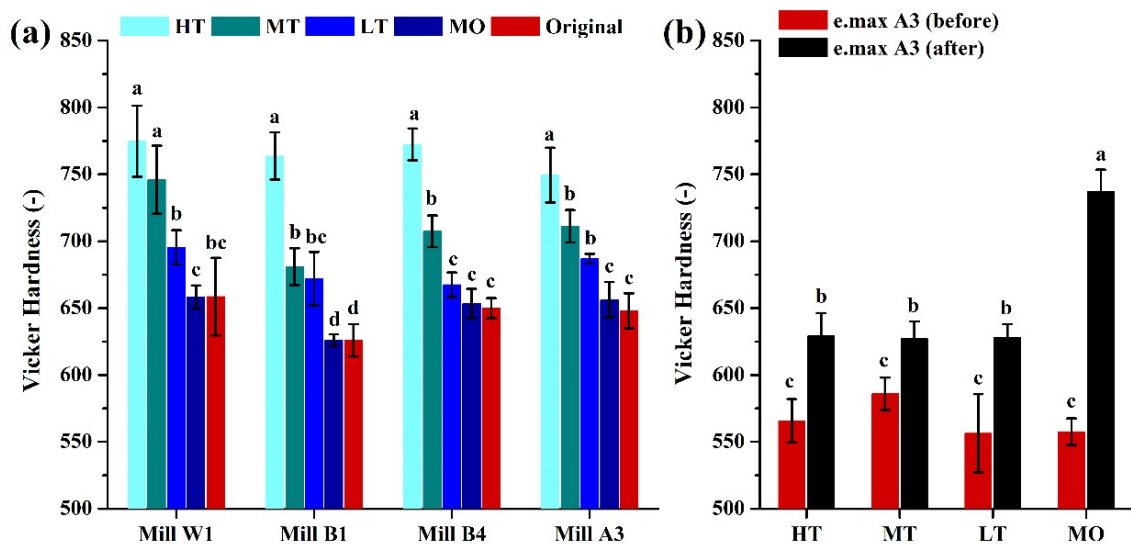 (a)
HT MT LT MO Original
850
800
750
700
650
600
550
500
Vicker Hardness (-)
a a b c bc
a b bc d d
a b c c c
a b b c c
Mill W1 Mill B1 Mill B4 Mill A3
(b)
e.max A3 (before)
e.max A3 (after)
850
800
750
700
650
600
550
500
Vicker Hardness (-)
c b c b c b c a
HT MT LT MO